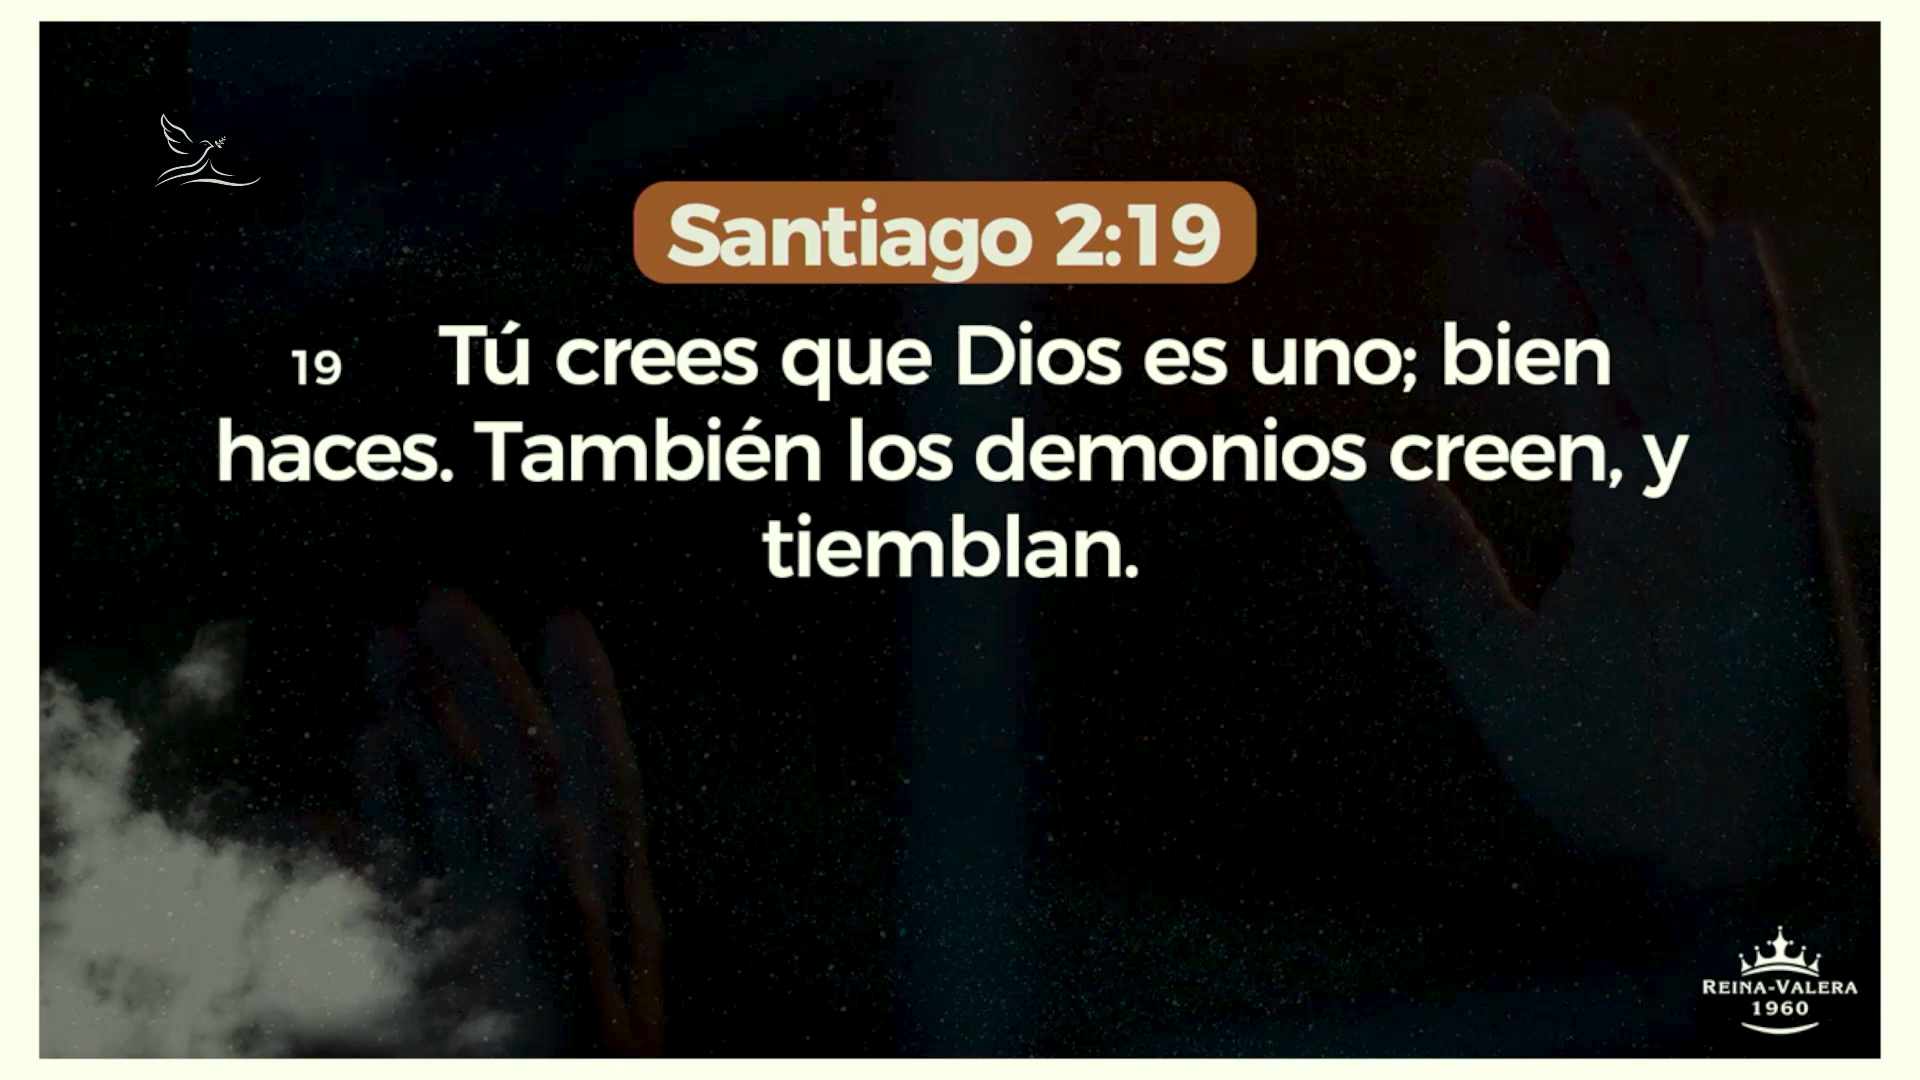 Santiago 2:19
19 Tú crees que Dios es uno; bien
haces. También los demonios creen, y
tiemblan.
REINA-VALERA
1960